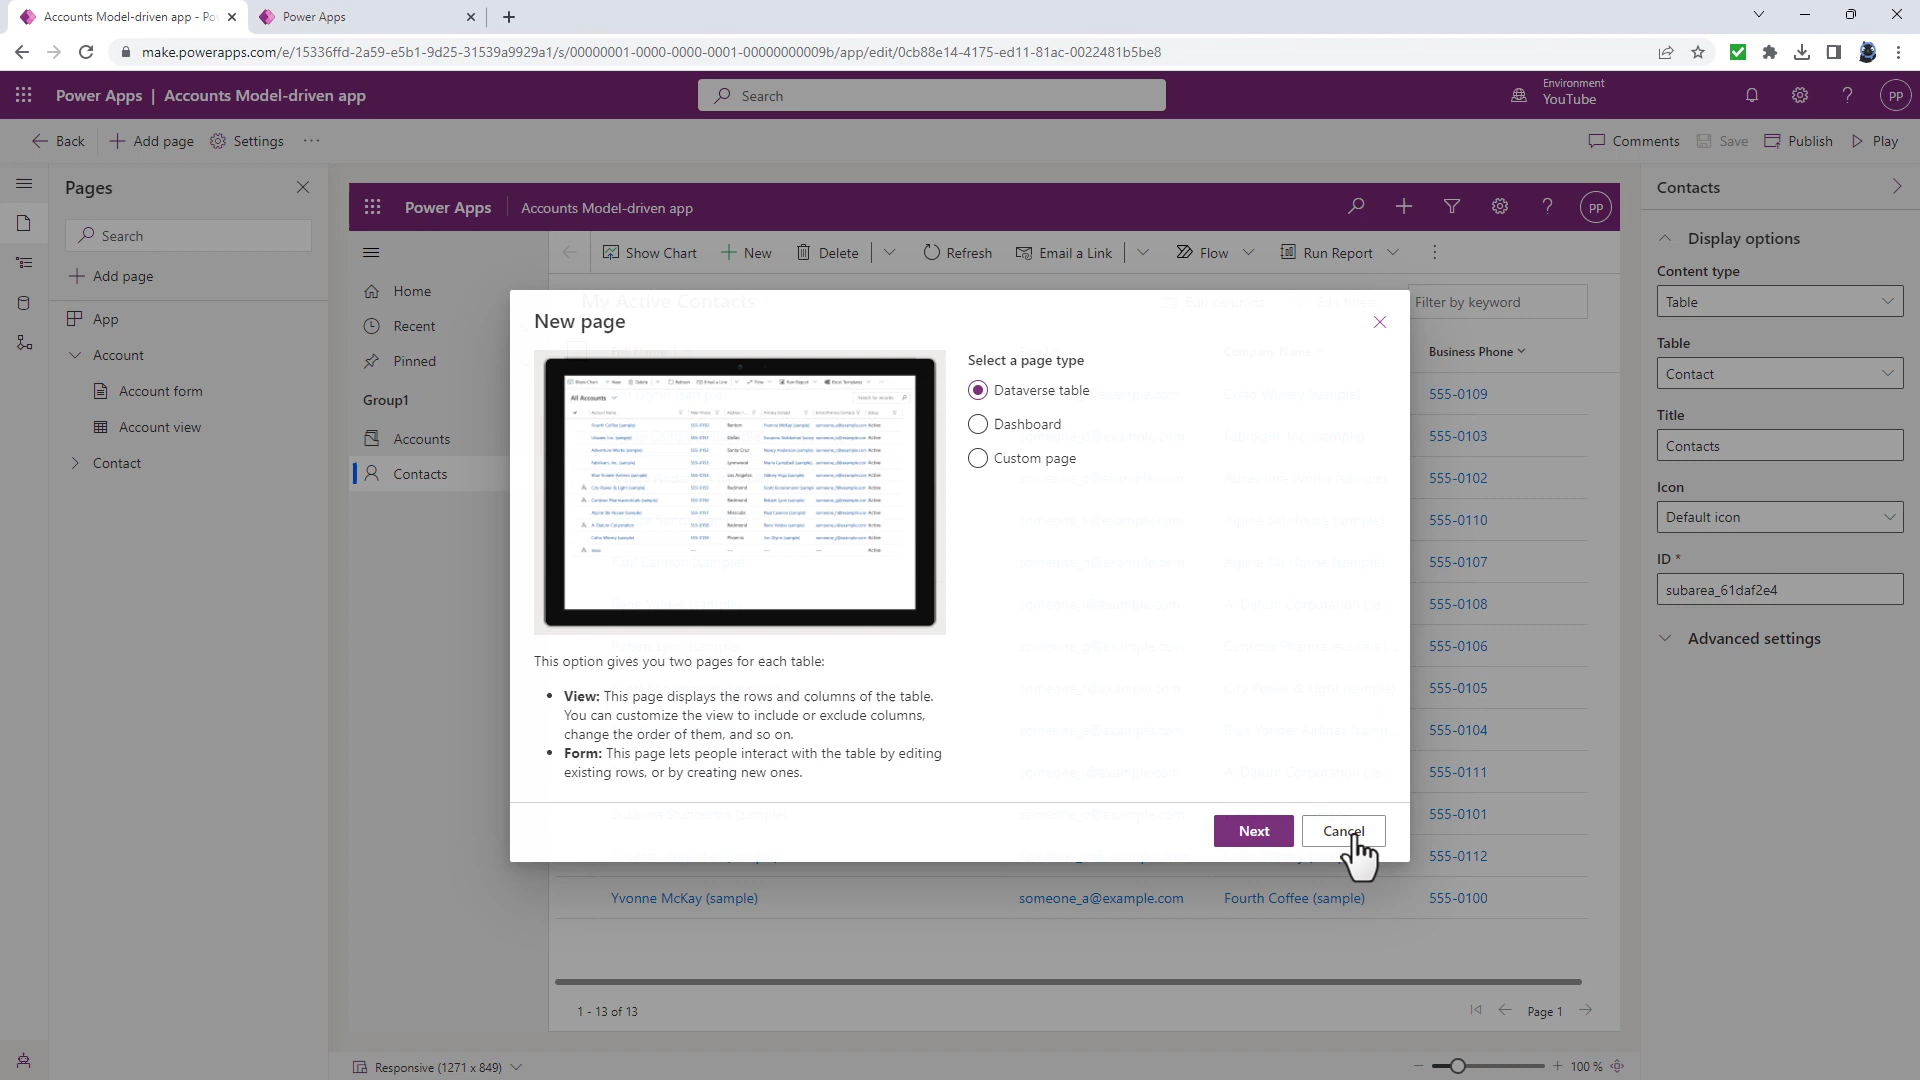 Accounts Model-driven app - Po
Power Apps
make.powerapps.com/e/15336ffd-2a59-e5b1-9d25-31539a9929a1/s/00000001-0000-0000-0001-00000000009b/app/edit/0cb88e14-4175-ed11-81ac-0022481b5be8
Power Apps | Accounts Model-driven app
Search
Environment
YouTube
PP
Back
Add page
Settings
Comments
Save
Publish
Play
Pages
Search
Add page
App
Account
Account form
Account view
Contact
Power Apps
Accounts Model-driven app
PP
Show Chart
New
Delete
Refresh
Email a Link
Flow
Run Report
Home
Recent
Pinned
Group1
Accounts
Contacts
My Active Contacts
Filter by keyword
Business Phone
555-0109
555-0103
555-0102
555-0110
555-0107
555-0108
555-0106
555-0105
555-0104
555-0111
555-0101
555-0112
Yvonne McKay (sample)
someone_a@example.com
Fourth Coffee (sample)
555-0100
1 - 13 of 13
Page 1
New page
All Accounts
This option gives you two pages for each table:
• View: This page displays the rows and columns of the table.
You can customize the view to include or exclude columns,
change the order of them, and so on.
• Form: This page lets people interact with the table by editing
existing rows, or by creating new ones.
Select a page type
Dataverse table
Dashboard
Custom page
Next
Cancel
Contacts
Display options
Content type
Table
Table
Contact
Title
Contacts
Icon
Default icon
ID *
subarea_61daf2e4
Advanced settings
Responsive (1271 x 849)
100 %